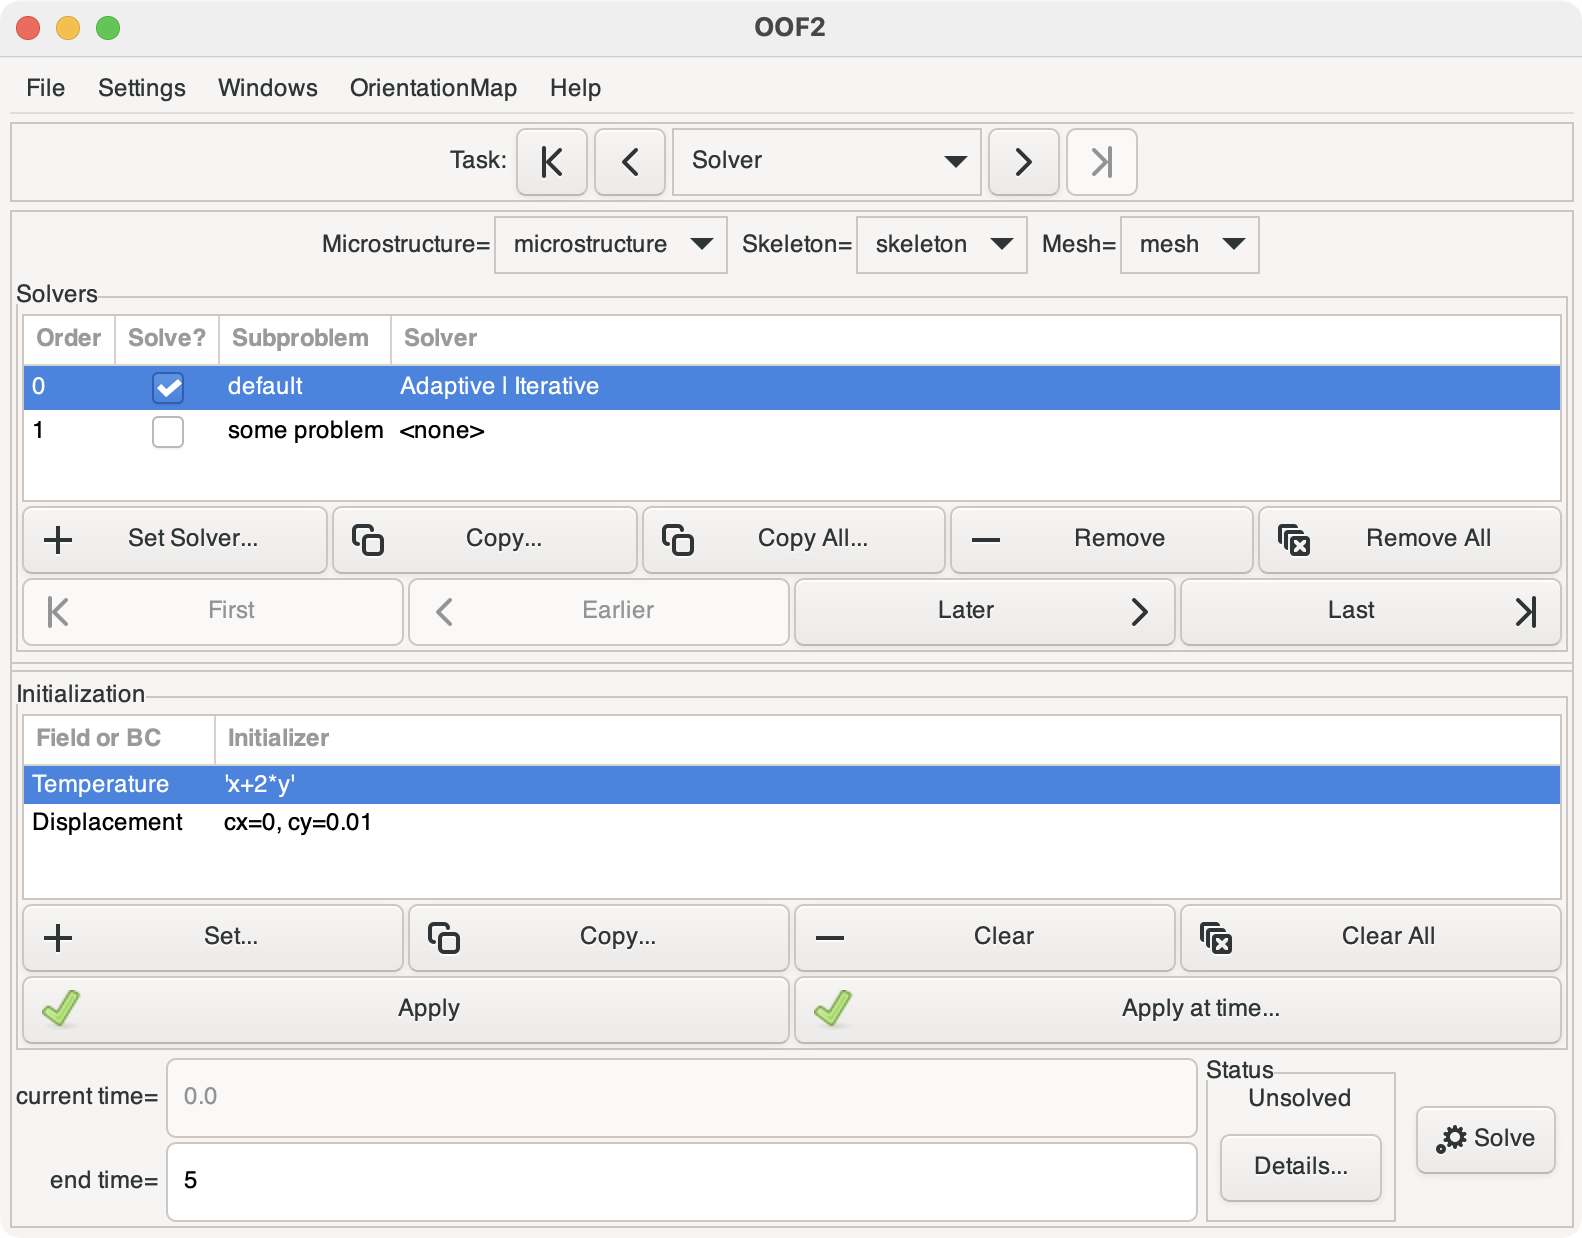 OOF2
File Settings Windows OrientationMap Help
Task: Solver
Microstructure= microstructure Skeleton= skeleton Mesh= mesh
Solvers
Order Solve? Subproblem Solver
0 default Adaptive | Iterative
1 some problem <none>
Set Solver... Copy... Copy All... Remove Remove All
First Earlier Later Last
Initialization
Field or BC Initializer
Temperature 'x+2*y'
Displacement cx=0, cy=0.01
Set... Copy... Clear Clear All
Apply Apply at time...
current time= 0.0
Status
Unsolved
Solve
Details...
end time= 5